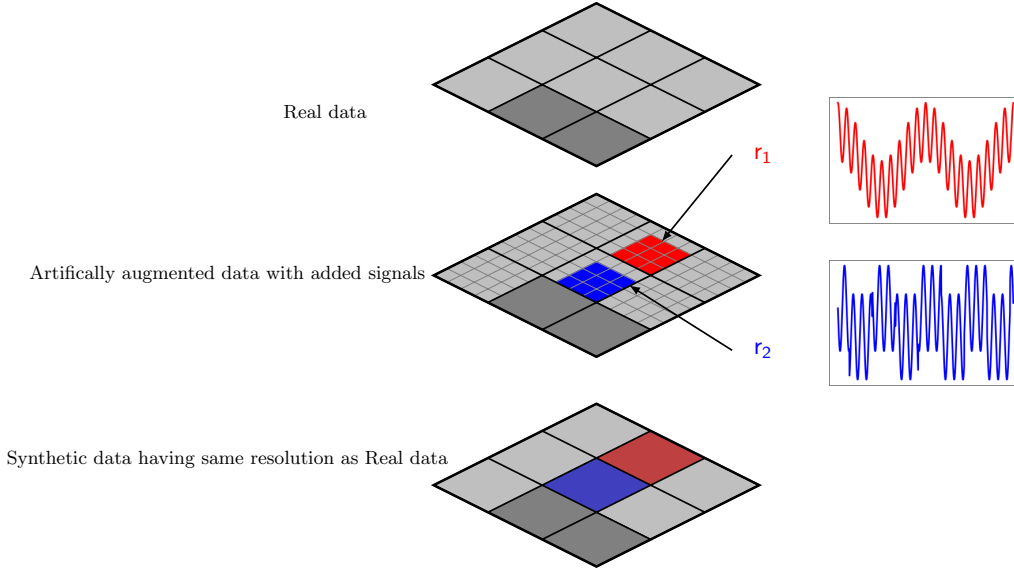 Real data
r₁
Artifically augmented data with added signals
r₂
Synthetic data having same resolution as Real data